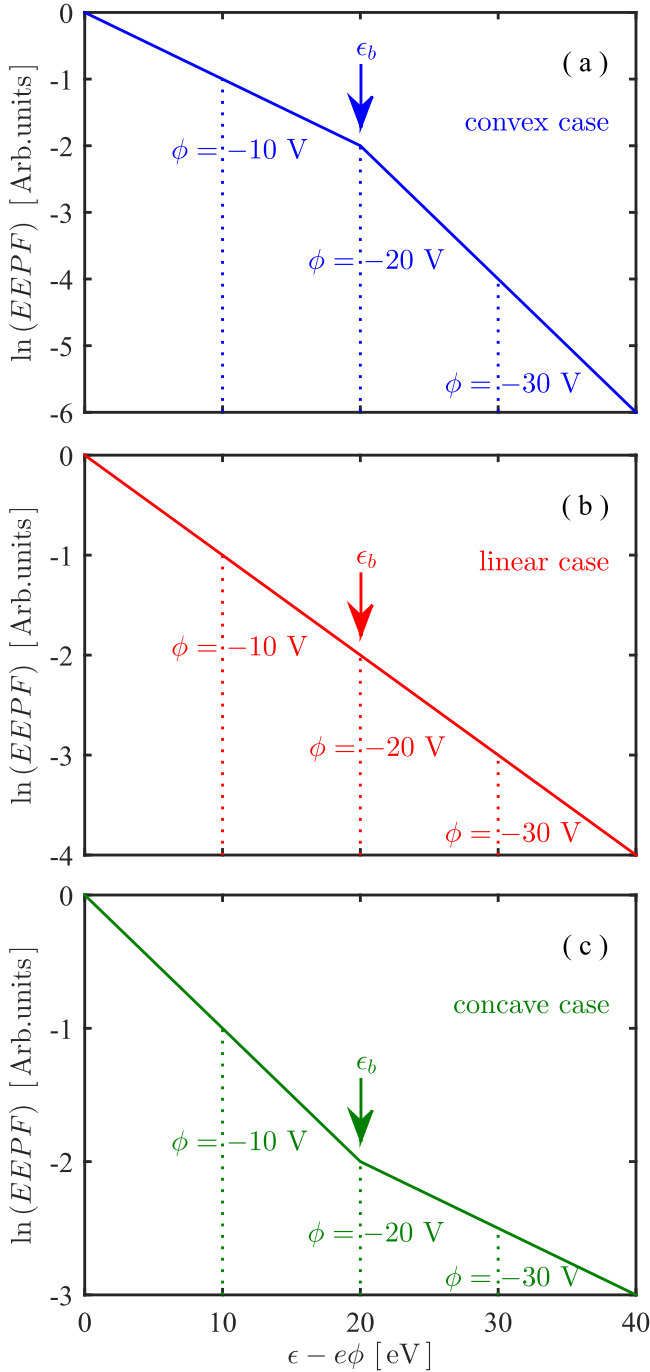 ln (EEPF) [Arb.units]
0
-1
-2
-3
-4
-5
-6
( a )
convex case
ϵ_b
ϕ = −10 V
ϕ = −20 V
ϕ = −30 V
ln (EEPF) [Arb.units]
0
-1
-2
-3
-4
( b )
linear case
ϵ_b
ϕ = −10 V
ϕ = −20 V
ϕ = −30 V
ln (EEPF) [Arb.units]
0
-1
-2
-3
( c )
concave case
ϵ_b
ϕ = −10 V
ϕ = −20 V
ϕ = −30 V
0 10 20 30 40
ϵ − eϕ [eV]